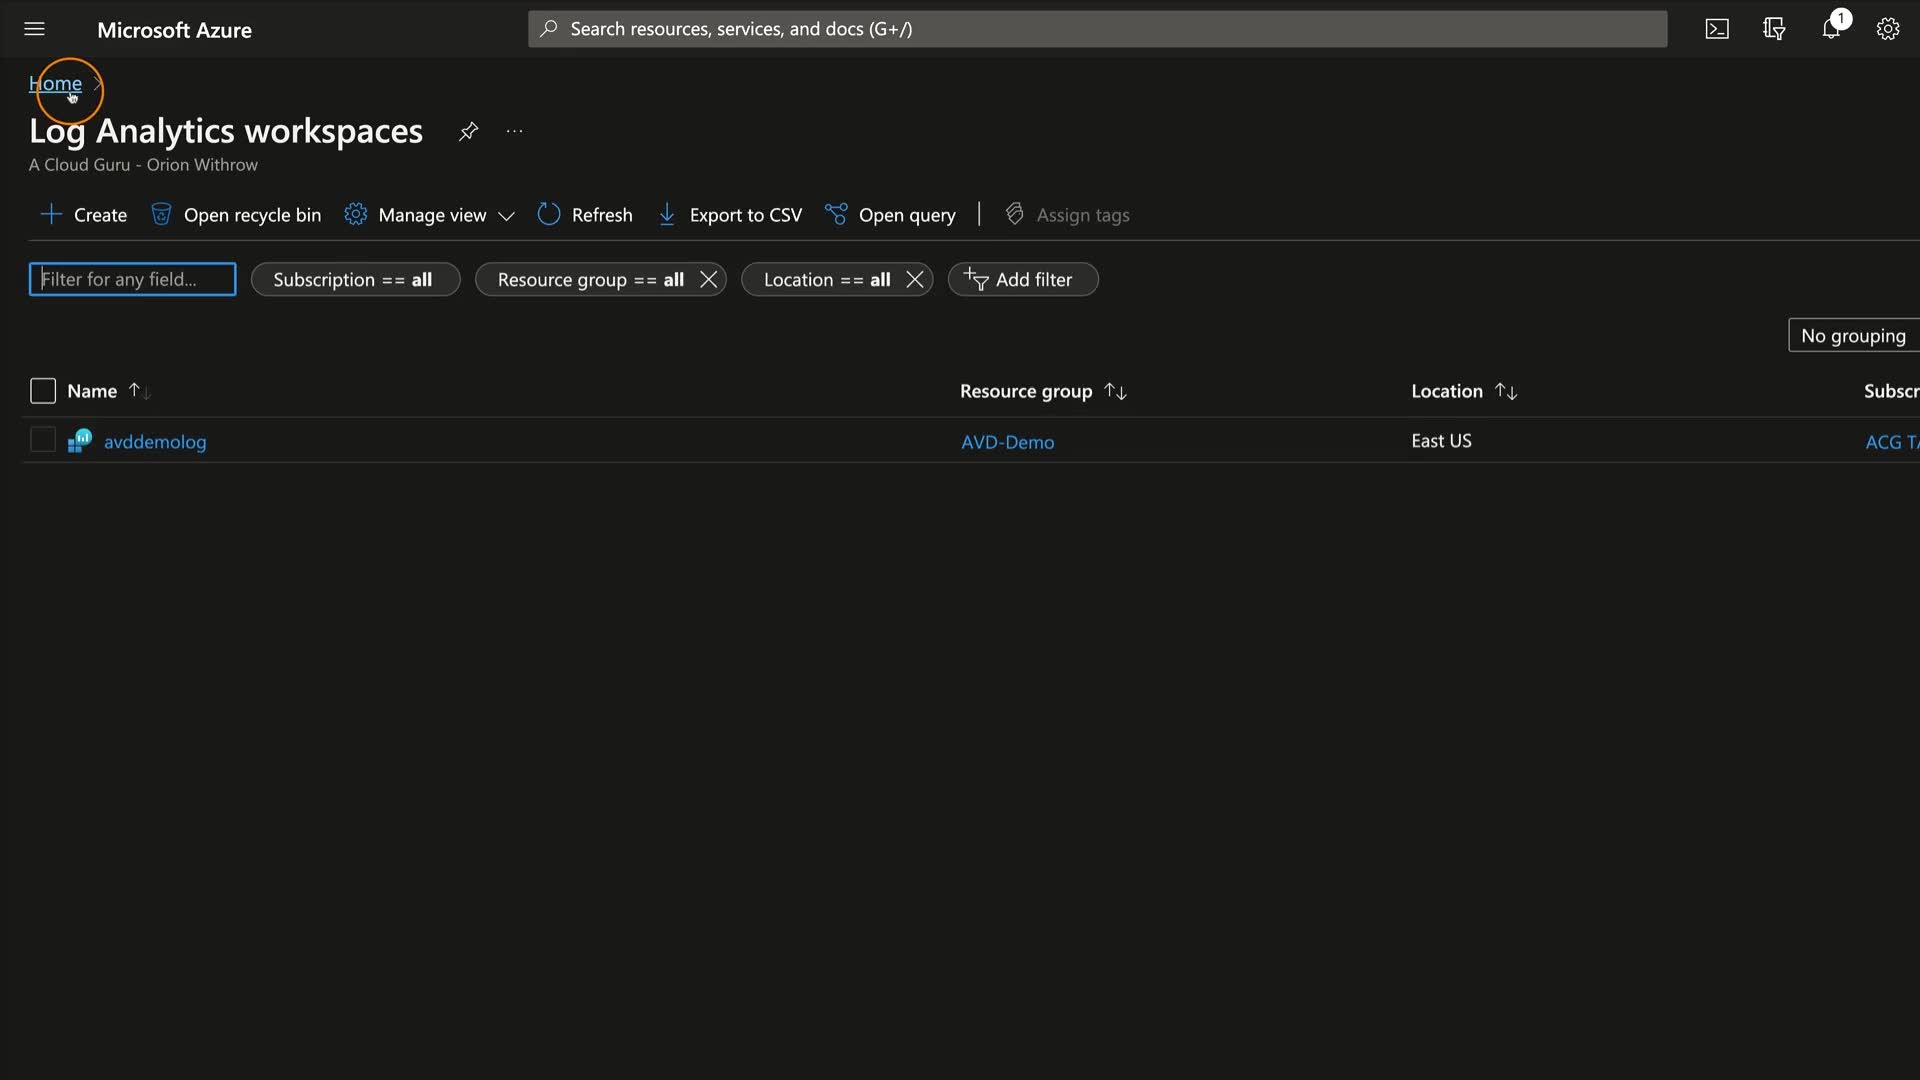 Microsoft Azure
Search resources, services, and docs (G+/)
1
Home
Log Analytics workspaces
A Cloud Guru - Orion Withrow
Create
Open recycle bin
Manage view
Refresh
Export to CSV
Open query
Assign tags
Filter for any field...
Subscription == all
Resource group == all
Location == all
Add filter
No grouping
Name
Resource group
Location
Subscr
avddemolog
AVD-Demo
East US
ACG TA